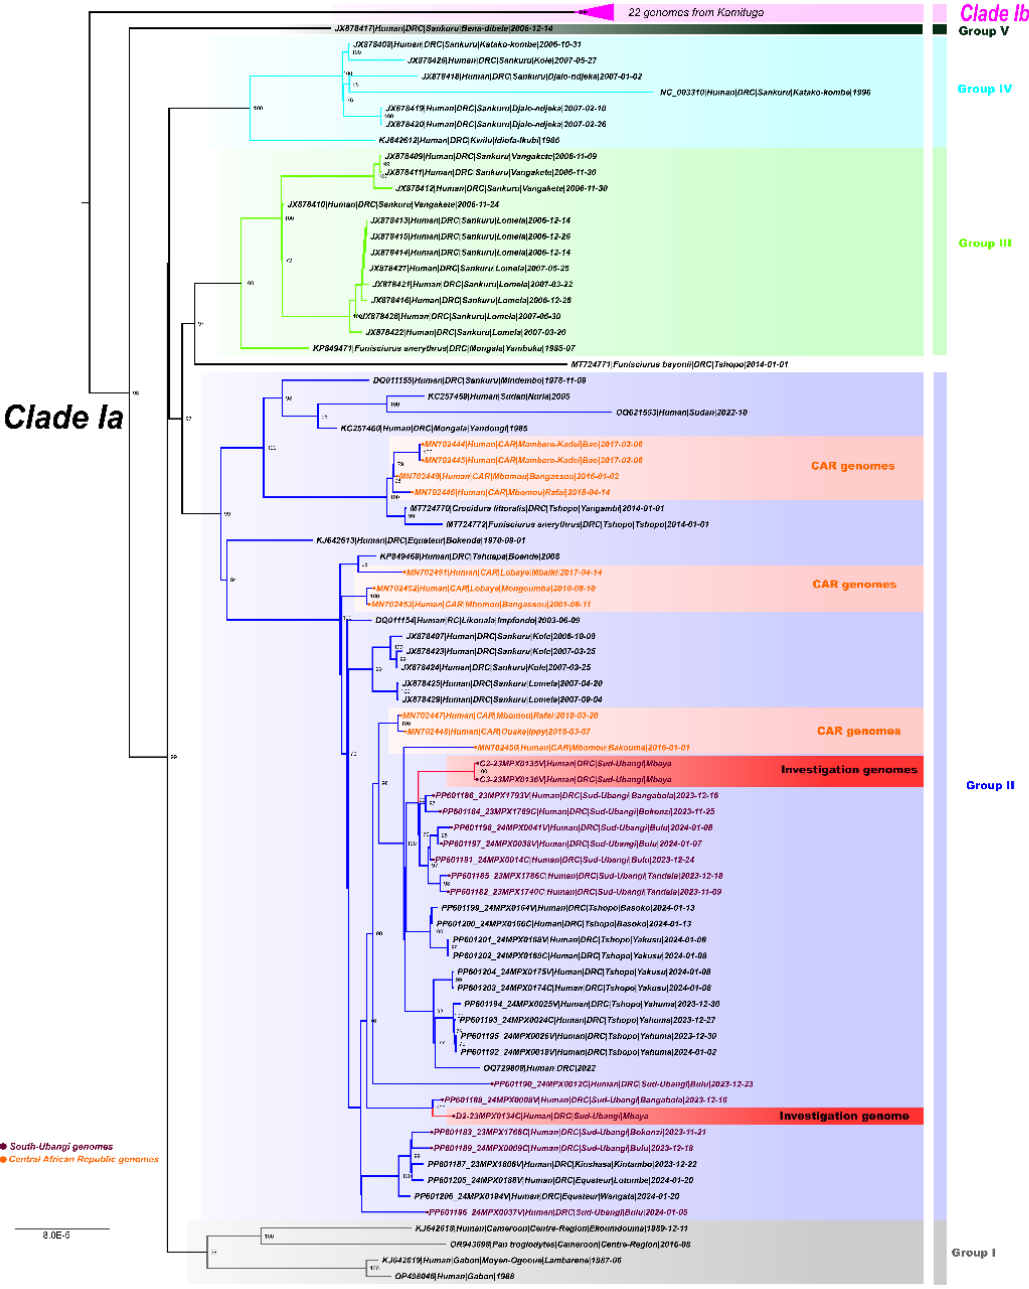 22 genomes from Kamituga
Clade Ib
JX878417|Human|DRC|Sankuru|Bena-dibele|2006-12-14
Group V
JX878408|Human|DRC|Sankuru|Katako-kombe|2006-10-31
JX878426|Human|DRC|Sankuru|Kole|2007-05-27
JX878418|Human|DRC|Sankuru|Djalo-ndjeka|2007-01-02
NC_003310|Human|DRC|Sankuru|Katako-kombe|1996
Group IV
JX878419|Human|DRC|Sankuru|Djalo-ndjeka|2007-02-10
JX878420|Human|DRC|Sankuru|Djalo-ndjeka|2007-02-26
KJ642612|Human|DRC|Kwilu|Idiofa-Ikubi|1986
JX878409|Human|DRC|Sankuru|Vangakete|2006-11-09
JX878411|Human|DRC|Sankuru|Vangakete|2006-11-30
JX878412|Human|DRC|Sankuru|Vangakete|2006-11-30
JX878410|Human|DRC|Sankuru|Vangakete|2006-11-24
JX878413|Human|DRC|Sankuru|Lomela|2006-12-14
JX878415|Human|DRC|Sankuru|Lomela|2006-12-26
Group III
JX878414|Human|DRC|Sankuru|Lomela|2006-12-14
JX878427|Human|DRC|Sankuru|Lomela|2007-06-25
JX878421|Human|DRC|Sankuru|Lomela|2007-03-22
JX878416|Human|DRC|Sankuru|Lomela|2006-12-26
JX878428|Human|DRC|Sankuru|Lomela|2007-06-30
JX878422|Human|DRC|Sankuru|Lomela|2007-03-26
KP849471|Funisciurus anerythrus|DRC|Mongala|Yambuku|1985-07
MT724771|Funisciurus bayonii|DRC|Tshopo|2014-01-01
DQ011155|Human|DRC|Sankuru|Mindembo|1978-11-08
KC257459|Human|Sudan|Nuria|2005
OQ621653|Human|Sudan|2022-10
Clade Ia
KC257460|Human|DRC|Mongala|Yandongi|1985
MN702444|Human|CAR|Mambere-Kadei|Bao|2017-02-06
MN702445|Human|CAR|Mambere-Kadei|Bao|2017-02-06
CAR genomes
MN702449|Human|CAR|Mbomou|Bangassou|2016-01-02
MN702446|Human|CAR|Mbomou|Rafai|2018-04-14
MT724770|Crocidura littoralis|DRC|Tshopo|Yangambi|2014-01-01
MT724772|Funisciurus anerythrus|DRC|Tshopo|Tshopo|2014-01-01
KJ642613|Human|DRC|Equateur|Bokenda|1970-09-01
KP849469|Human|DRC|Tshuapa|Boende|2008
MN702451|Human|CAR|Lobaye|Mbaiki|2017-04-14
CAR genomes
MN702452|Human|CAR|Lobaye|Mongoumba|2018-08-18
MN702453|Human|CAR|Mbomou|Bangassou|2001-08-11
DQ011154|Human|RC|Likouala|Impfondo|2003-06-09
JX878407|Human|DRC|Sankuru|Kole|2006-10-09
JX878423|Human|DRC|Sankuru|Kole|2007-03-25
JX878424|Human|DRC|Sankuru|Kole|2007-03-25
JX878425|Human|DRC|Sankuru|Lomela|2007-04-20
JX878429|Human|DRC|Sankuru|Lomela|2007-09-04
MN702447|Human|CAR|Mbomou|Rafai|2018-03-20
MN702448|Human|CAR|Ouaka|Ippy|2018-03-07
CAR genomes
MN702450|Human|CAR|Mbomou|Bakouma|2016-01-01
C2-23MPX0135V|Human|DRC|Sud-Ubangi|Mbaya
Investigation genomes
C3-23MPX0136V|Human|DRC|Sud-Ubangi|Mbaya
Group II
PP601186_23MPX1793V|Human|DRC|Sud-Ubangi|Bangabola|2023-12-16
PP601184_23MPX1769C|Human|DRC|Sud-Ubangi|Bokonzi|2023-11-25
PP601198_24MPX0041V|Human|DRC|Sud-Ubangi|Bulu|2024-01-08
PP601197_24MPX0038V|Human|DRC|Sud-Ubangi|Bulu|2024-01-07
PP601191_24MPX0014C|Human|DRC|Sud-Ubangi|Bulu|2023-12-24
PP601185_23MPX1786C|Human|DRC|Sud-Ubangi|Tandala|2023-12-18
PP601182_23MPX1740C|Human|DRC|Sud-Ubangi|Tandala|2023-11-09
PP601199_24MPX0164V|Human|DRC|Tshopo|Basoko|2024-01-13
PP601200_24MPX0166C|Human|DRC|Tshopo|Basoko|2024-01-13
PP601201_24MPX0168V|Human|DRC|Tshopo|Yakusu|2024-01-08
PP601202_24MPX0169C|Human|DRC|Tshopo|Yakusu|2024-01-08
PP601204_24MPX0175V|Human|DRC|Tshopo|Yakusu|2024-01-08
PP601203_24MPX0174C|Human|DRC|Tshopo|Yakusu|2024-01-08
PP601194_24MPX0025V|Human|DRC|Tshopo|Yahuma|2023-12-30
PP601193_24MPX0024C|Human|DRC|Tshopo|Yahuma|2023-12-27
PP601195_24MPX0026V|Human|DRC|Tshopo|Yahuma|2023-12-30
PP601192_24MPX0018V|Human|DRC|Tshopo|Yahuma|2024-01-02
OQ729808|Human|DRC|2022
PP601190_24MPX0012C|Human|DRC|Sud-Ubangi|Bulu|2023-12-23
PP601188_24MPX0008V|Human|DRC|Sud-Ubangi|Bangabola|2023-12-16
D2-23MPX0134C|Human|DRC|Sud-Ubangi|Mbaya
Investigation genome
PP601183_23MPX1766C|Human|DRC|Sud-Ubangi|Bokonzi|2023-11-21
South-Ubangi genomes
PP601189_24MPX0009C|Human|DRC|Sud-Ubangi|Bulu|2023-12-18
Central African Republic genomes
PP601187_23MPX1808V|Human|DRC|Kinshasa|Kintambo|2023-12-22
PP601205_24MPX0188V|Human|DRC|Equateur|Lotumbe|2024-01-20
PP601206_24MPX0194V|Human|DRC|Equateur|Wangata|2024-01-20
PP601196_24MPX0037V|Human|DRC|Sud-Ubangi|Bulu|2024-01-05
KJ642618|Human|Cameroon|Centre-Region|Ekoundouma|1989-12-11
8.0E-5
OR943698|Pan troglodytes|Cameroon|Centre-Region|2016-08
Group I
KJ642619|Human|Gabon|Moyen-Ogooue|Lambarene|1987-06
OP498046|Human|Gabon|1988